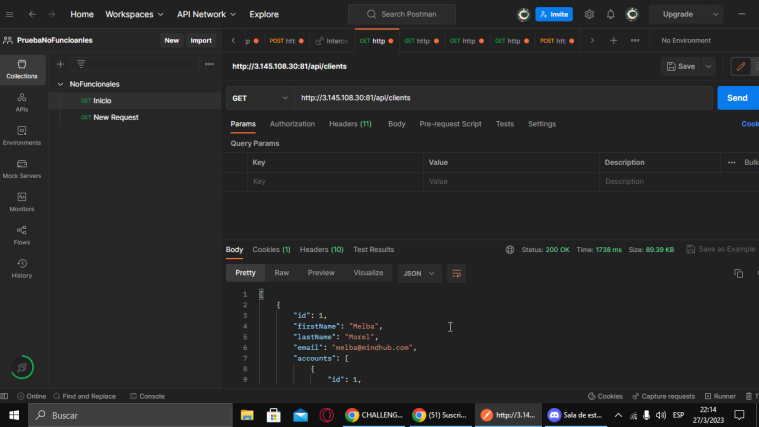 Home Workspaces API Network Explore Search Postman Invite Upgrade
PruebaNoFuncioanles New Import POST GET http GET http: GET http: GET http: POST htt: No Environment
Collections
APIs
Environments
Mock Servers
Monitors
Flows
History
NoFuncionales
GET Inicio
GET New Request
http://3.145.108.30:81/api/clients Save
GET http://3.145.108.30:81/api/clients Send
Params Authorization Headers (11) Body Pre-request Script Tests Settings
Query Params
Key Value Description
Key Value Description
Body Cookies (1) Headers (10) Test Results Status: 200 OK Time: 1738 ms Size: 89.39 KB Save as Example
Pretty Raw Preview Visualize JSON
1 [
2 {
3 "id": 1,
4 "firstName": "Melba",
5 "lastName": "Morel",
6 "email": "melba@mindhub.com",
7 "accounts": [
8 {
9 "id": 1,
Online Find and Replace Console Cookies Capture requests Runner
Buscar CHALLENG... (51) Suscri... http://3.14... Sala de est... ESP 22:14
27/3/2023